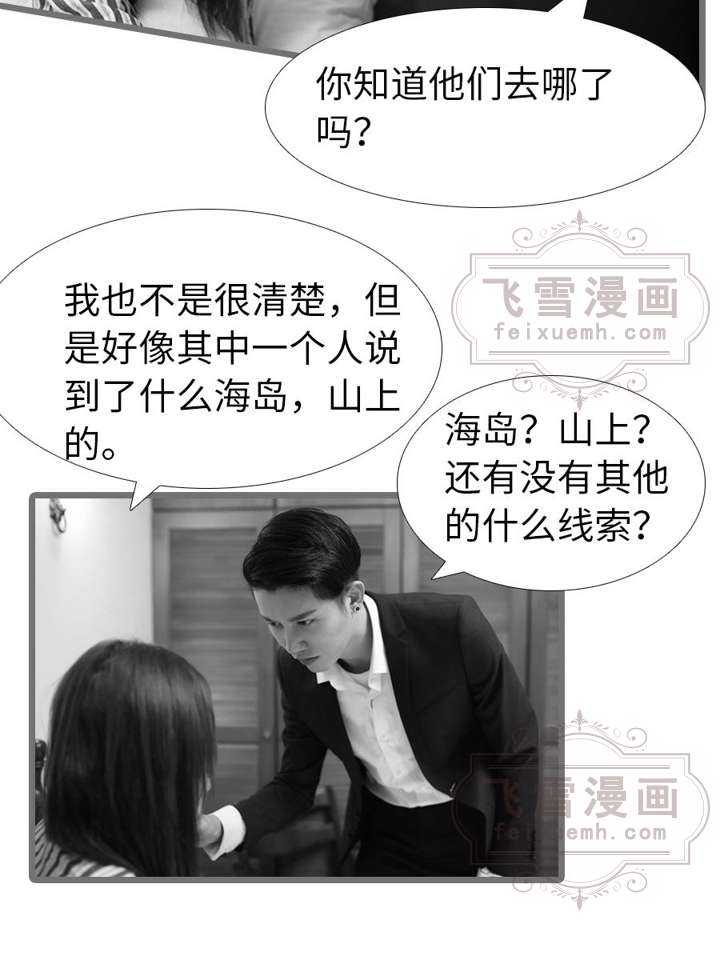 你知道他们去哪了
吗？
飞雪漫画
feixuemh.com
我也不是很清楚，但
是好像其中一个人说
到了什么海岛，山上
的。
海岛？山上？
还有没有其他
的什么线索？
飞雪漫画
feixuemh.com